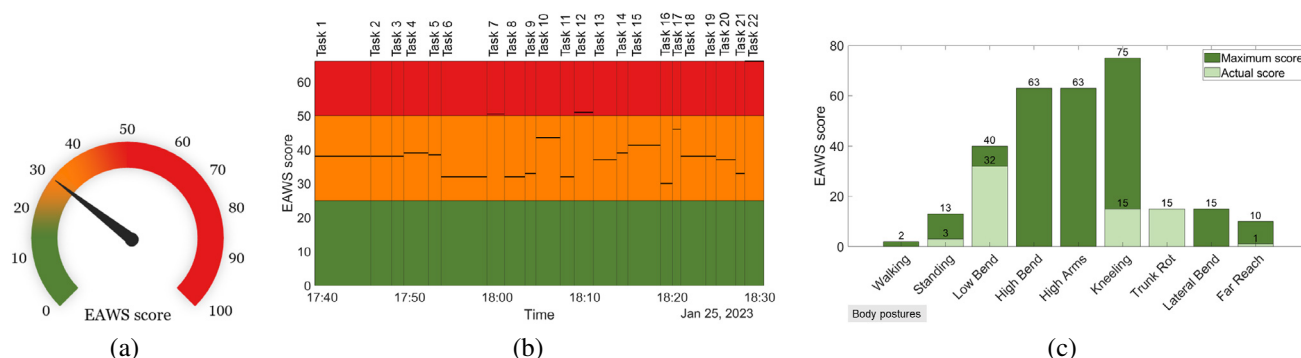 0
10
20
30
40
50
60
70
80
90
100
EAWS score
(a)
Task 1
Task 2
Task 3
Task 4
Task 5
Task 6
Task 7
Task 8
Task 9
Task 10
Task 11
Task 12
Task 13
Task 14
Task 15
Task 16
Task 17
Task 18
Task 19
Task 20
Task 21
Task 22
EAWS score
60
50
40
30
20
10
0
17:40
17:50
18:00
18:10
18:20
18:30
Time
Jan 25, 2023
(b)
EAWS score
80
60
40
20
0
Maximum score
Actual score
2
13
3
40
32
63
63
75
15
15
15
10
1
Walking
Standing
Low Bend
High Bend
High Arms
Kneeling
Trunk Rot
Lateral Bend
Far Reach
Body postures
(c)